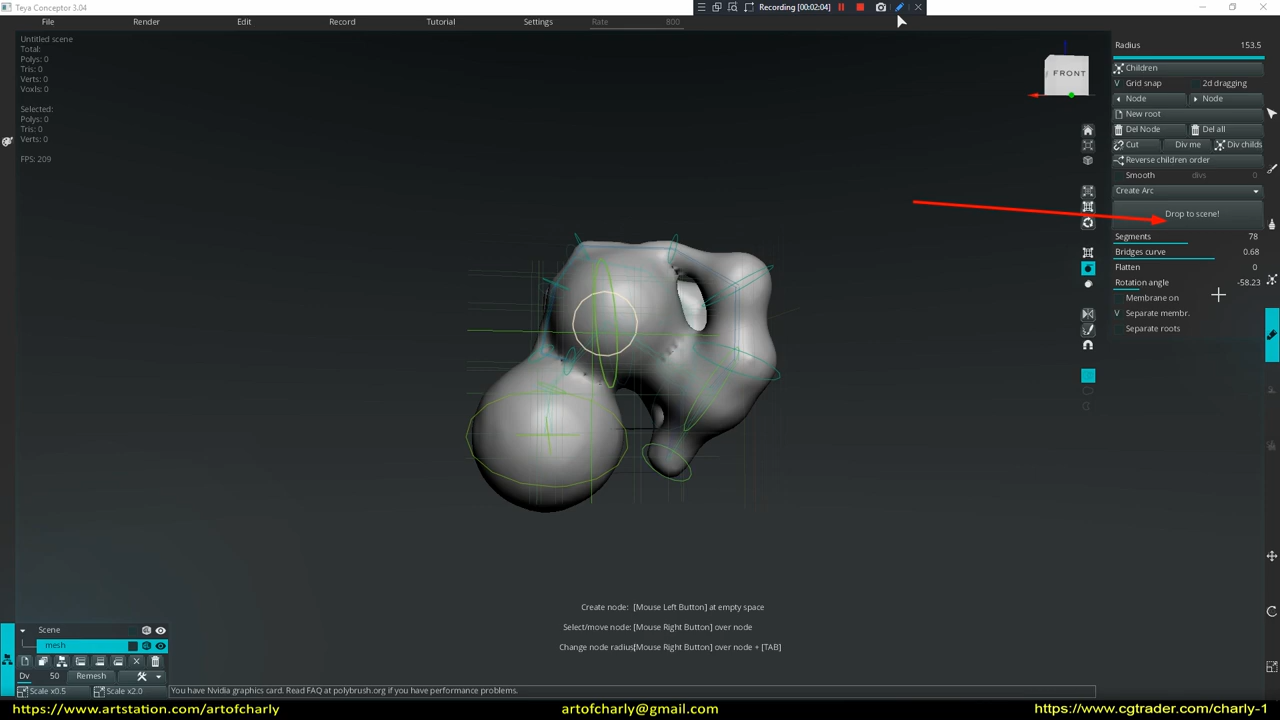 Teya Conceptor 3.04
Recording [00:02:04]
File Render Edit Record Tutorial Settings Rate 800
Untitled scene
Total:
Polys: 0
Tris: 0
Verts: 0
Voxls: 0
Selected:
Polys: 0
Tris: 0
Verts: 0
FPS: 209
FRONT
Radius 153.5
Children
V Grid snap 2d dragging
Node Node
New root
Del Node Del all
Cut Div me Div childs
Reverse children order
Smooth divs 0
Create Arc
Drop to scene!
Segments 78
Bridges curve 0.68
Flatten 0
Rotation angle -58.23
Membrane on
V Separate membr.
Separate roots
Create node: [Mouse Left Button] at empty space
Select/move node: [Mouse Right Button] over node
Change node radius[Mouse Right Button] over node + [TAB]
Scene
mesh
Dv 50 Remesh
Scale x0.5 Scale x2.0
You have Nvidia graphics card. Read FAQ at polybrush.org if you have performance problems.
https://www.artstation.com/artofcharly artofcharly@gmail.com https://www.cgtrader.com/charly-1